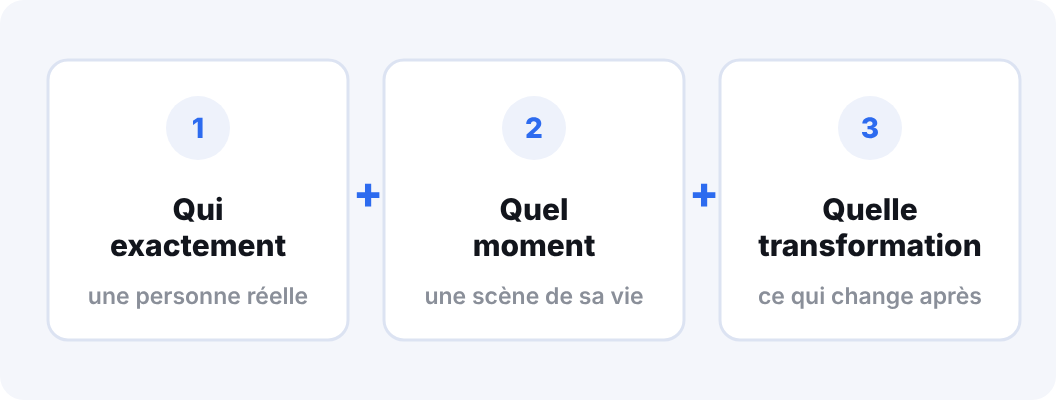 1
Qui
exactement
une personne réelle
+
2
Quel
moment
une scène de sa vie
+
3
Quelle
transformation
ce qui change après